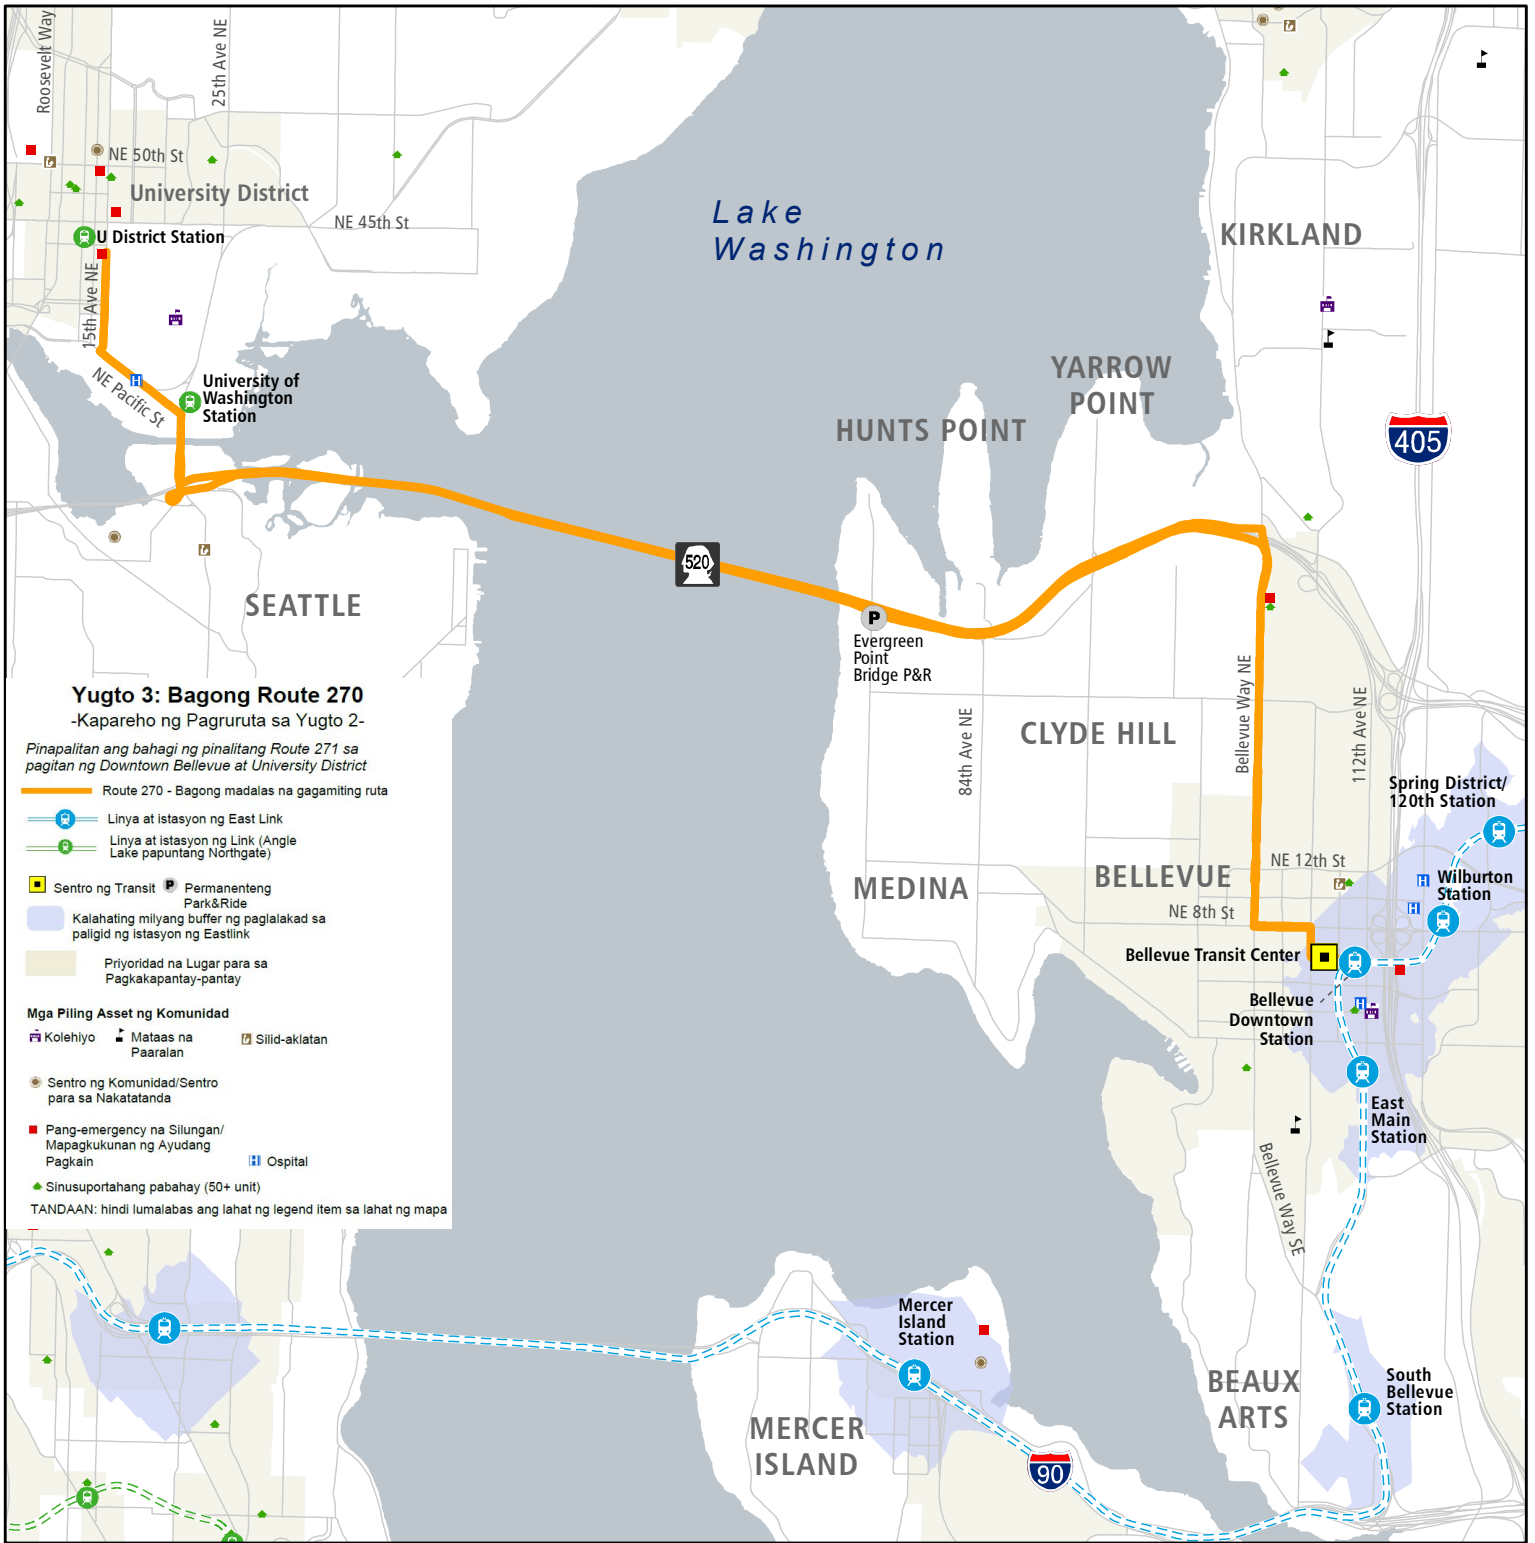 Roosevelt Way
25th Ave NE
NE 50th St
University District
NE 45th St
U District Station
15th Ave NE
NE Pacific St
University of
Washington
Station
Lake
Washington
KIRKLAND
YARROW
POINT
HUNTS POINT
405
520
SEATTLE
P
Evergreen
Point
Bridge P&R
84th Ave NE
CLYDE HILL
Bellevue Way NE
112th Ave NE
Spring District/
120th Station
MEDINA
BELLEVUE
NE 12th St
NE 8th St
H
H
H
H
Wilburton
Station
Bellevue Transit Center
Bellevue
Downtown
Station
East
Main
Station
Bellevue Way SE
Mercer
Island
Station
MERCER
ISLAND
90
BEAUX
ARTS
South
Bellevue
Station
Yugto 3: Bagong Route 270
-Kapareho ng Pagruruta sa Yugto 2-
Pinapalitan ang bahagi ng pinalitang Route 271 sa
pagitan ng Downtown Bellevue at University District
Route 270 - Bagong madalas na gagamiting ruta
Linya at istasyon ng East Link
Linya at istasyon ng Link (Angle
Lake papuntang Northgate)
Sentro ng Transit P Permanenteng
Park&Ride
Kalahating milyang buffer ng paglalakad sa
paligid ng istasyon ng Eastlink
Priyoridad na Lugar para sa
Pagkakapantay-pantay
Mga Piling Asset ng Komunidad
Kolehiyo
Mataas na
Paaralan
Silid-aklatan
Sentro ng Komunidad/Sentro
para sa Nakatatanda
Pang-emergency na Silungan/
Mapagkukunan ng Ayudang
Pagkain
H Ospital
Sinusuportahang pabahay (50+ unit)
TANDAAN: hindi lumalabas ang lahat ng legend item sa lahat ng mapa